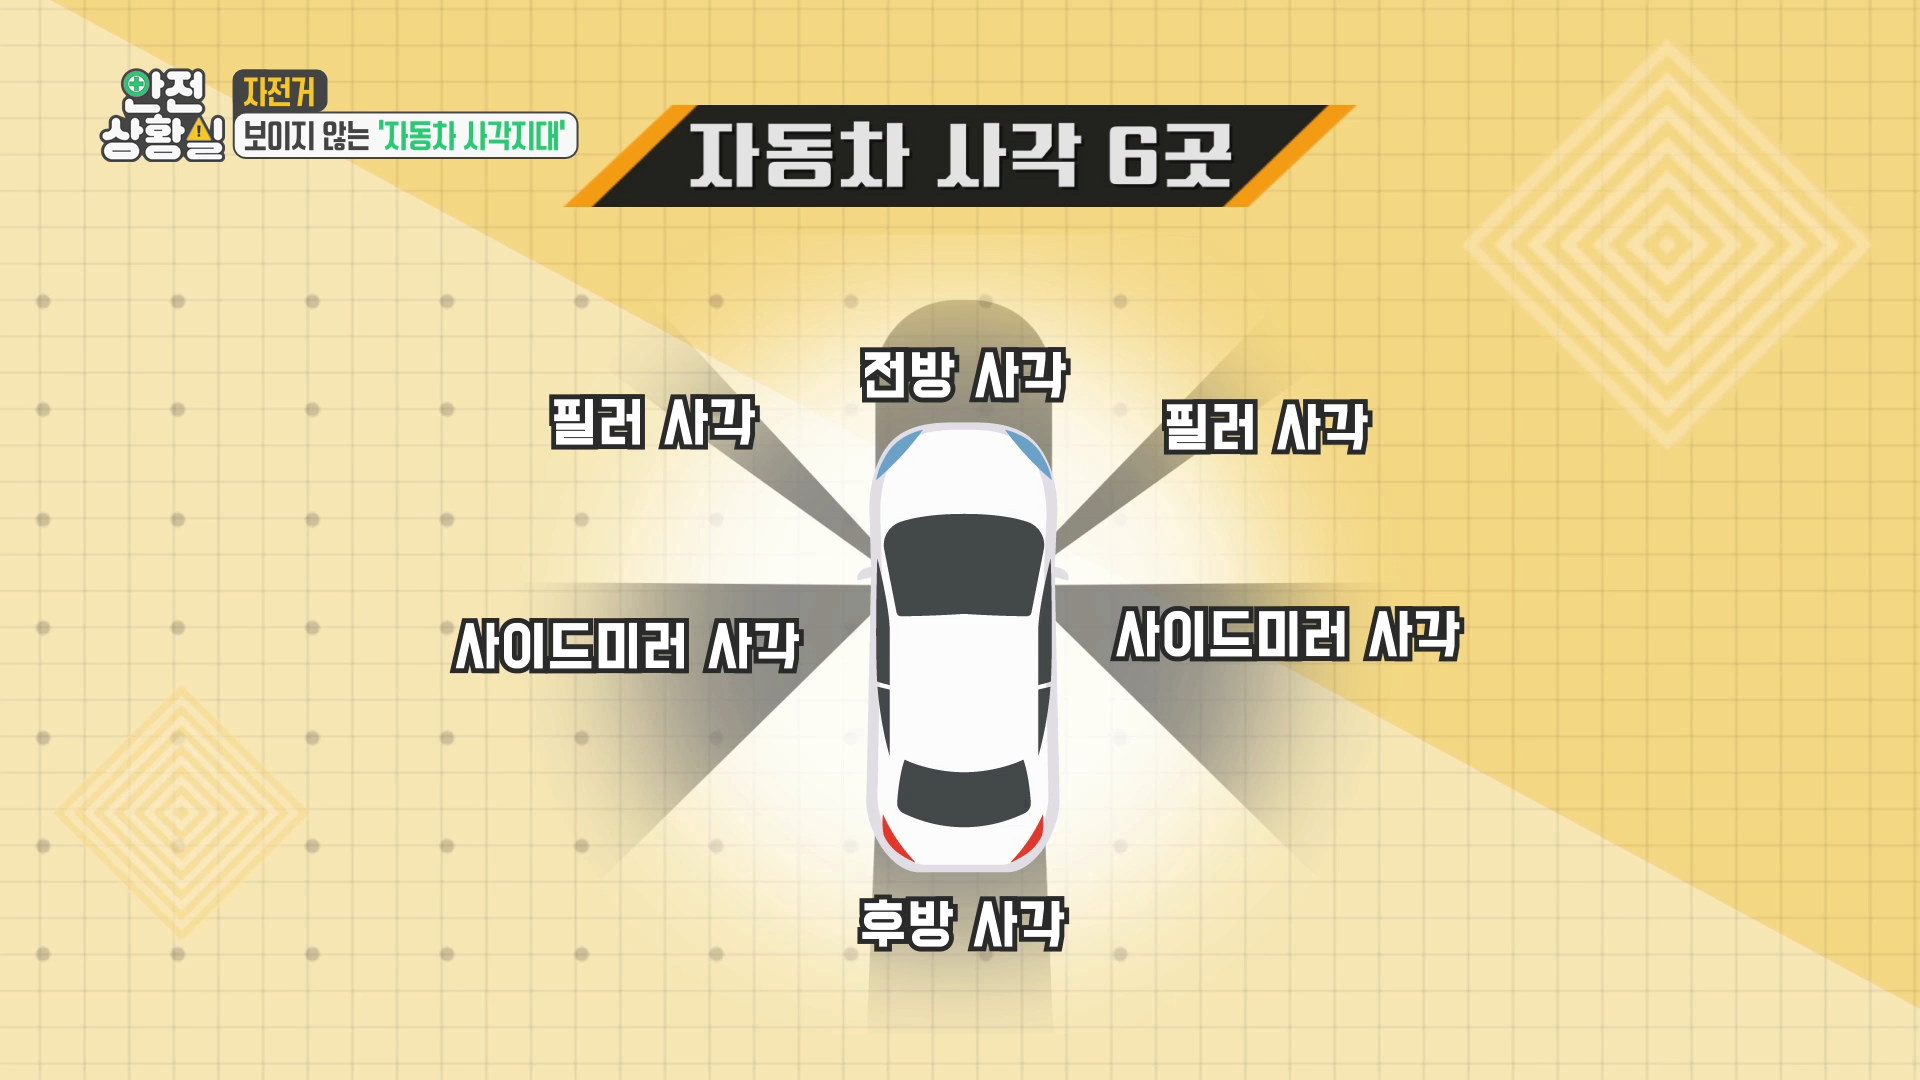 안전
상황실
자전거
보이지 않는 '자동차 사각지대'
자동차 사각 6곳
전방 사각
필러 사각
필러 사각
사이드미러 사각
사이드미러 사각
후방 사각